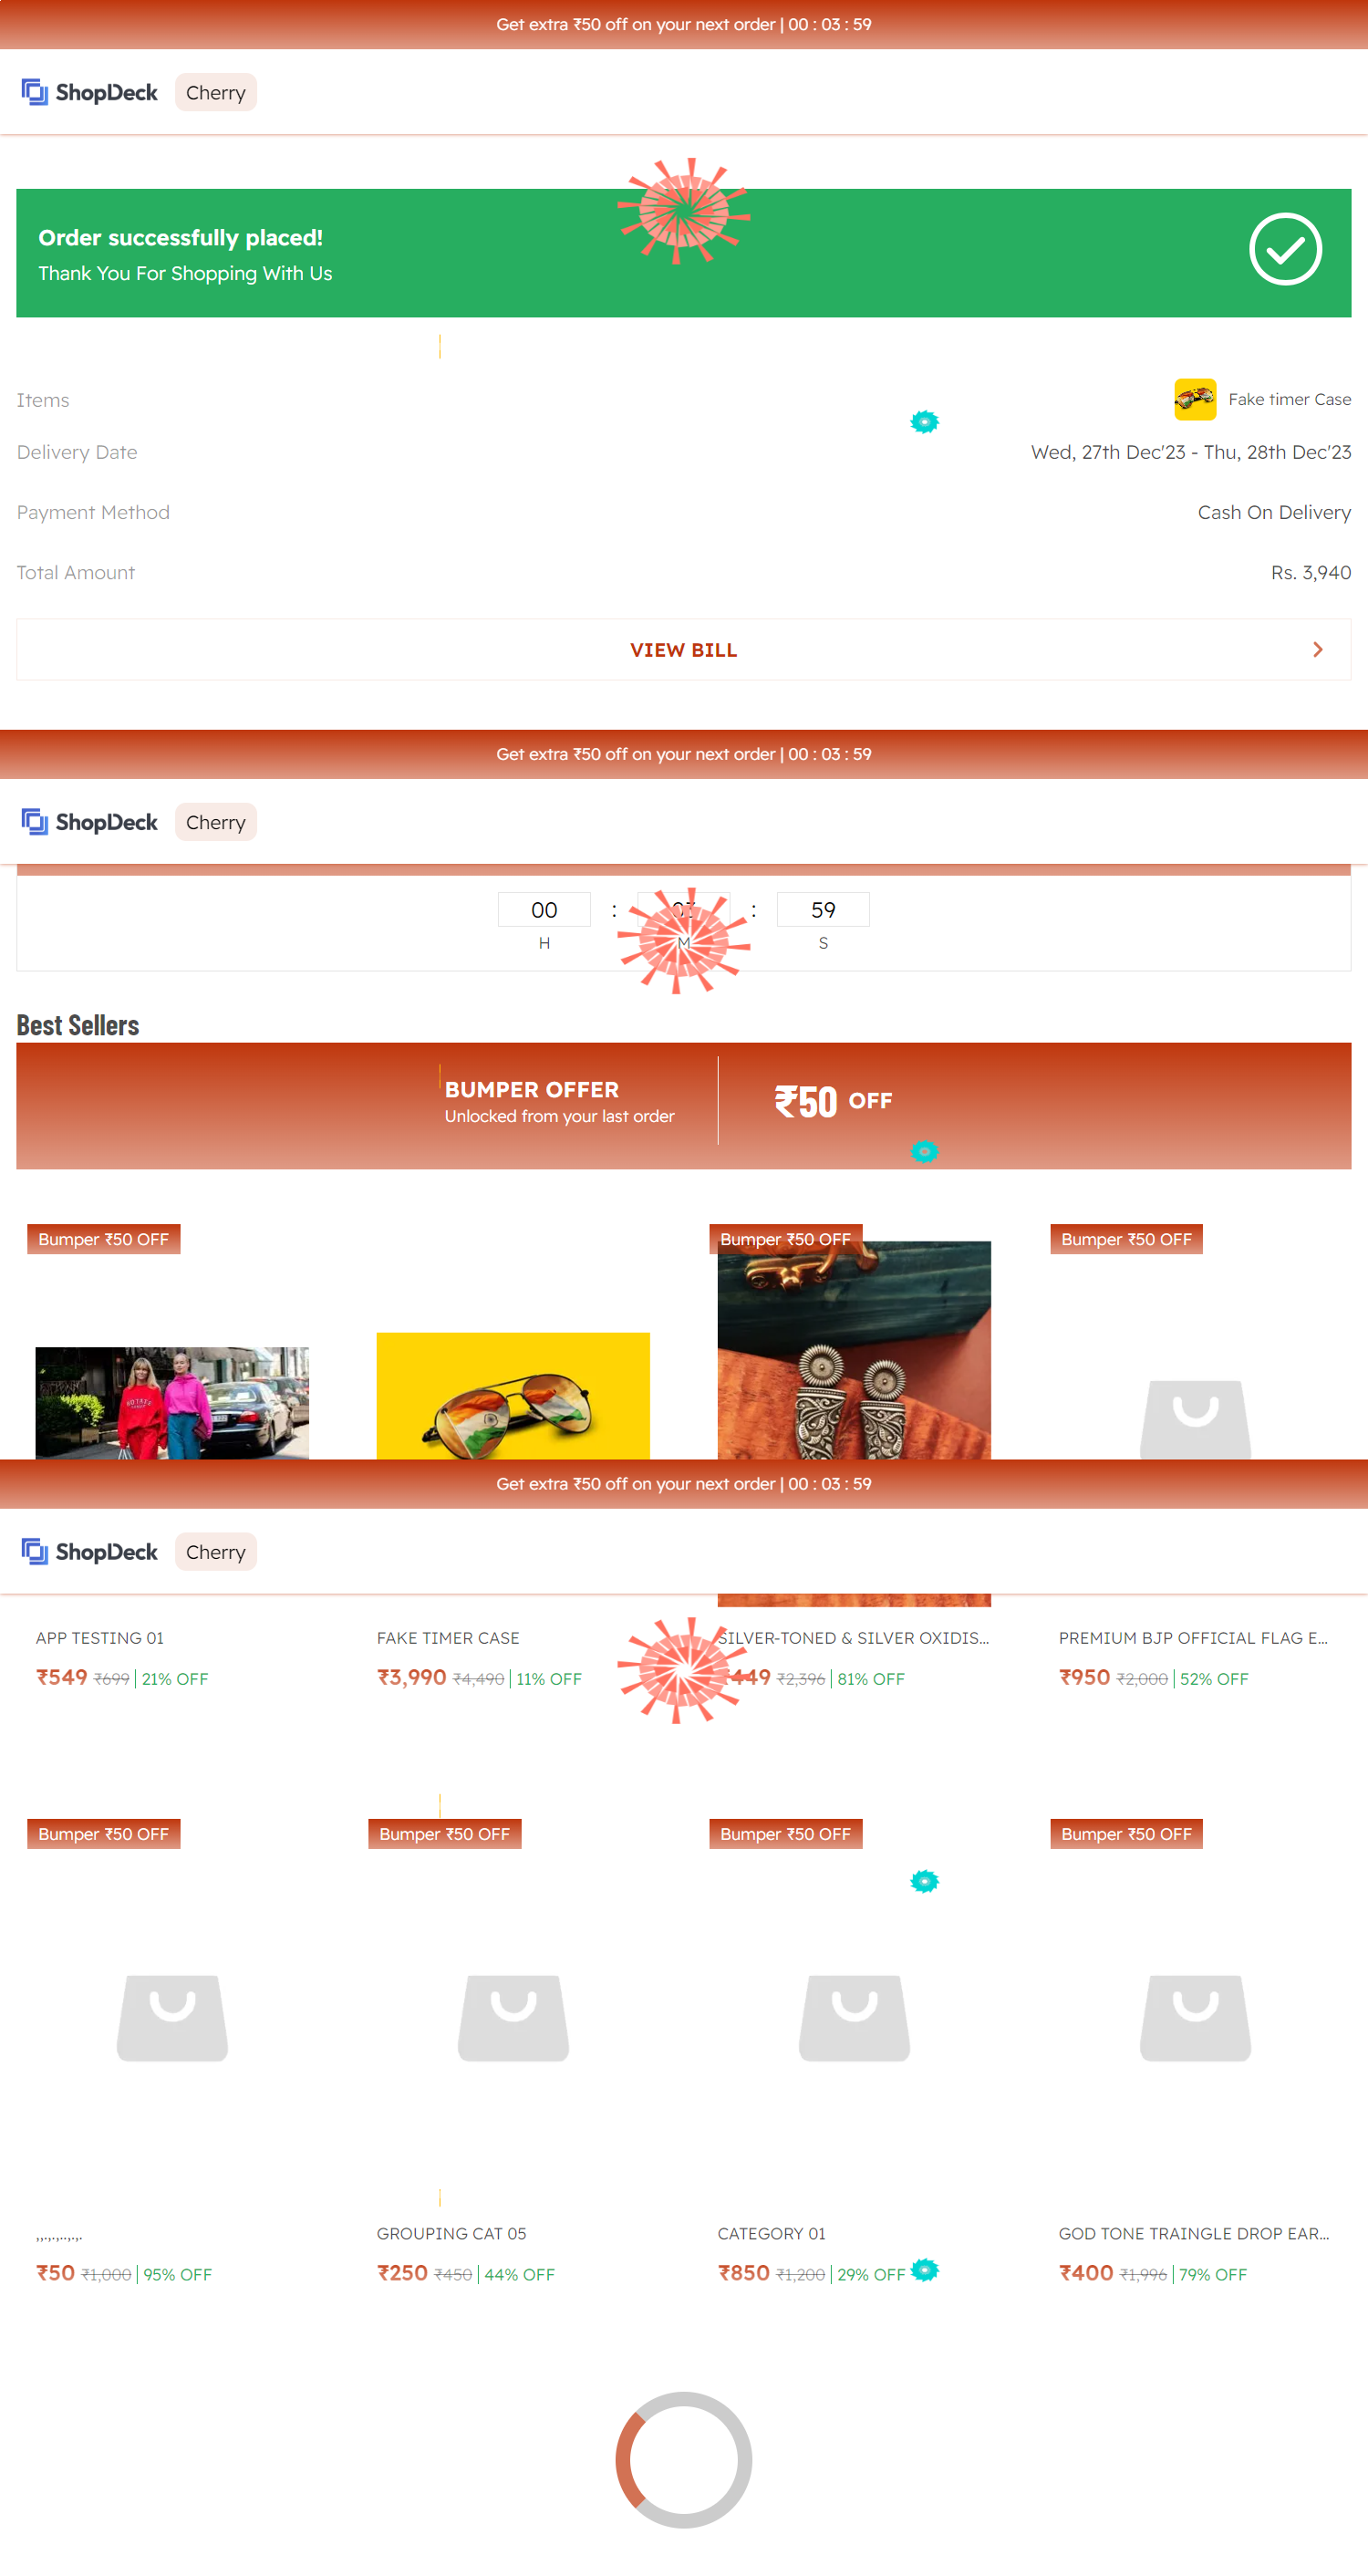 Get extra ₹50 off on your next order | 00 : 03 : 59
ShopDeck Cherry
Order successfully placed!
Thank You For Shopping With Us
Items Fake timer Case
Delivery Date Wed, 27th Dec'23 - Thu, 28th Dec'23
Payment Method Cash On Delivery
Total Amount Rs. 3,940
VIEW BILL
Get extra ₹50 off on your next order | 00 : 03 : 59
ShopDeck Cherry
00 : 03 : 59
H M S
Best Sellers
BUMPER OFFER
Unlocked from your last order
₹50 OFF
Bumper ₹50 OFF Bumper ₹50 OFF Bumper ₹50 OFF
ROTATE
Get extra ₹50 off on your next order | 00 : 03 : 59
ShopDeck Cherry
APP TESTING 01 FAKE TIMER CASE SILVER-TONED & SILVER OXIDIS... PREMIUM BJP OFFICIAL FLAG E...
₹549 ₹699 | 21% OFF ₹3,990 ₹4,490 | 11% OFF ₹449 ₹2,396 | 81% OFF ₹950 ₹2,000 | 52% OFF
Bumper ₹50 OFF Bumper ₹50 OFF Bumper ₹50 OFF Bumper ₹50 OFF
,,.,.,..,.,. GROUPING CAT 05 CATEGORY 01 GOD TONE TRAINGLE DROP EAR...
₹50 ₹1,000 | 95% OFF ₹250 ₹450 | 44% OFF ₹850 ₹1,200 | 29% OFF ₹400 ₹1,996 | 79% OFF